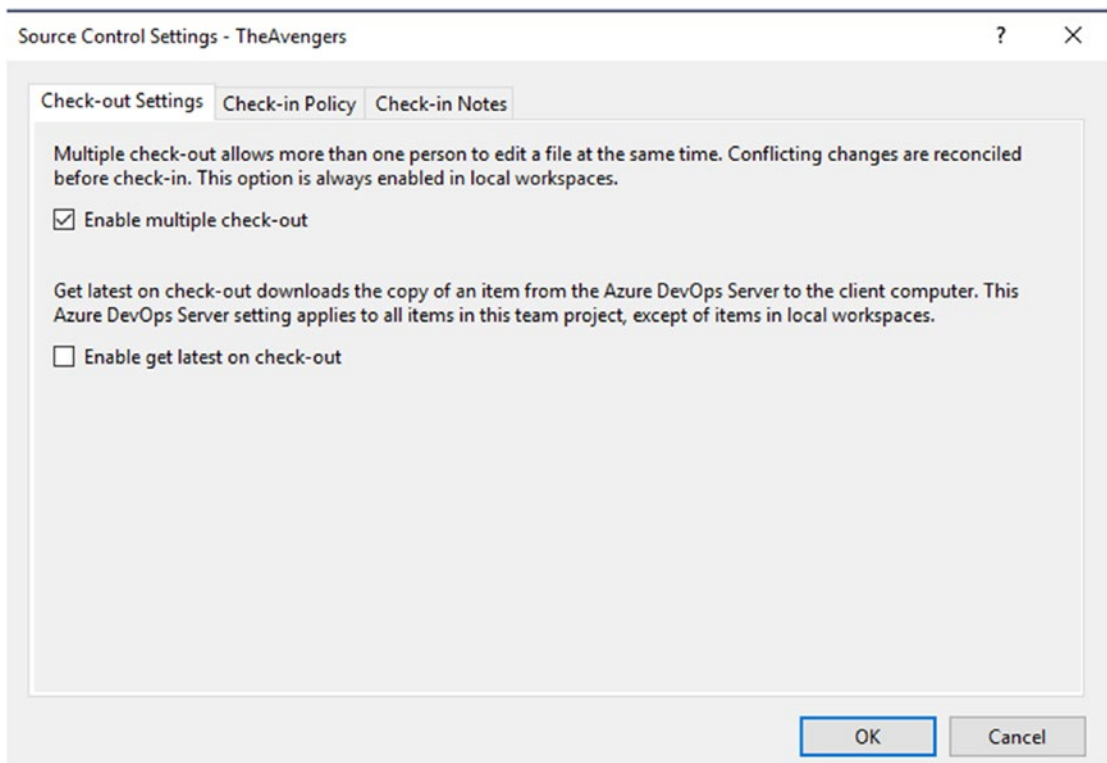 Source Control Settings - TheAvengers
Check-out Settings Check-in Policy Check-in Notes
Multiple check-out allows more than one person to edit a file at the same time. Conflicting changes are reconciled
before check-in. This option is always enabled in local workspaces.
Enable multiple check-out
Get latest on check-out downloads the copy of an item from the Azure DevOps Server to the client computer. This
Azure DevOps Server setting applies to all items in this team project, except of items in local workspaces.
Enable get latest on check-out
OK Cancel